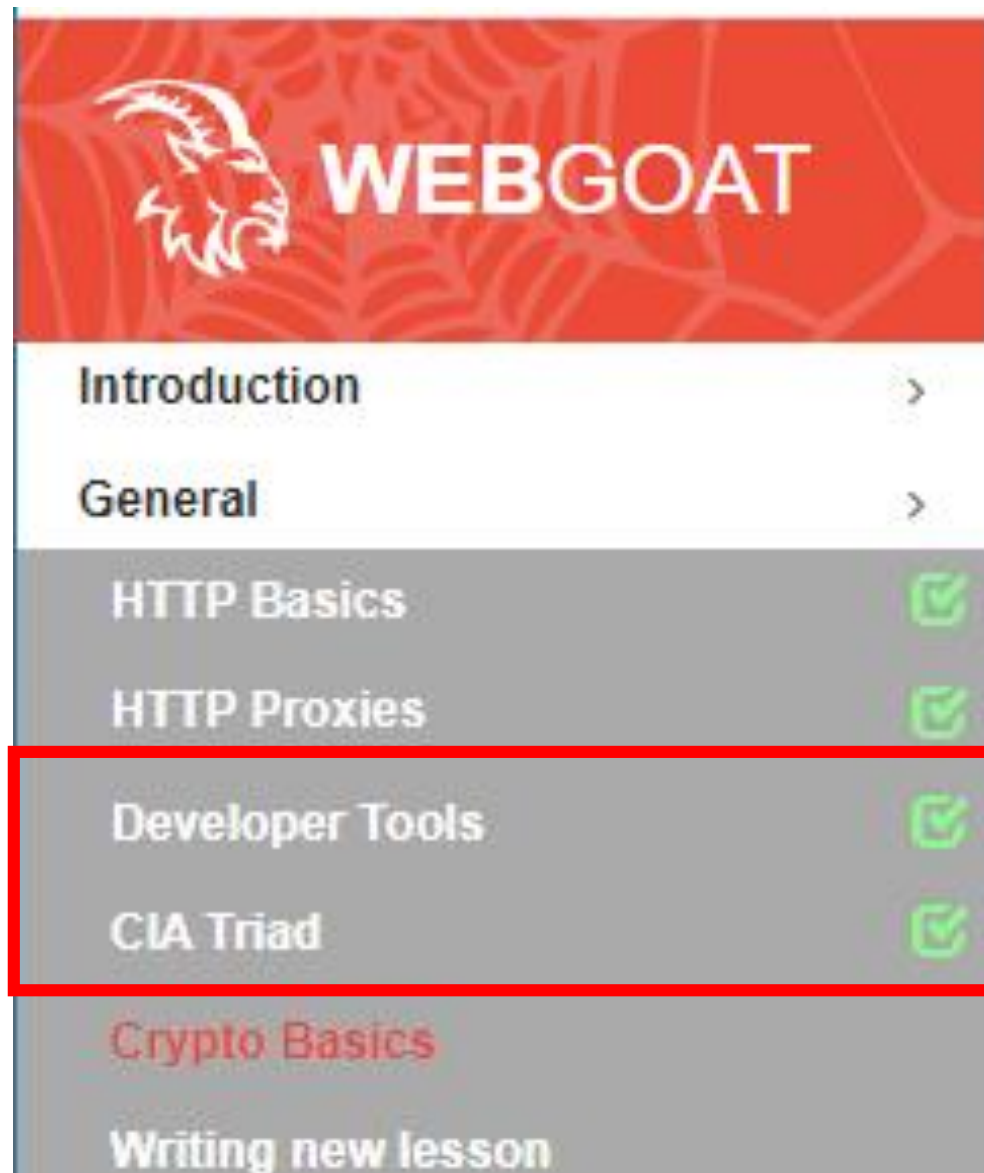 WEBGOAT
Introduction
General
HTTP Basics
HTTP Proxies
Developer Tools
CIA Triad
Crypto Basics
Writing new lesson